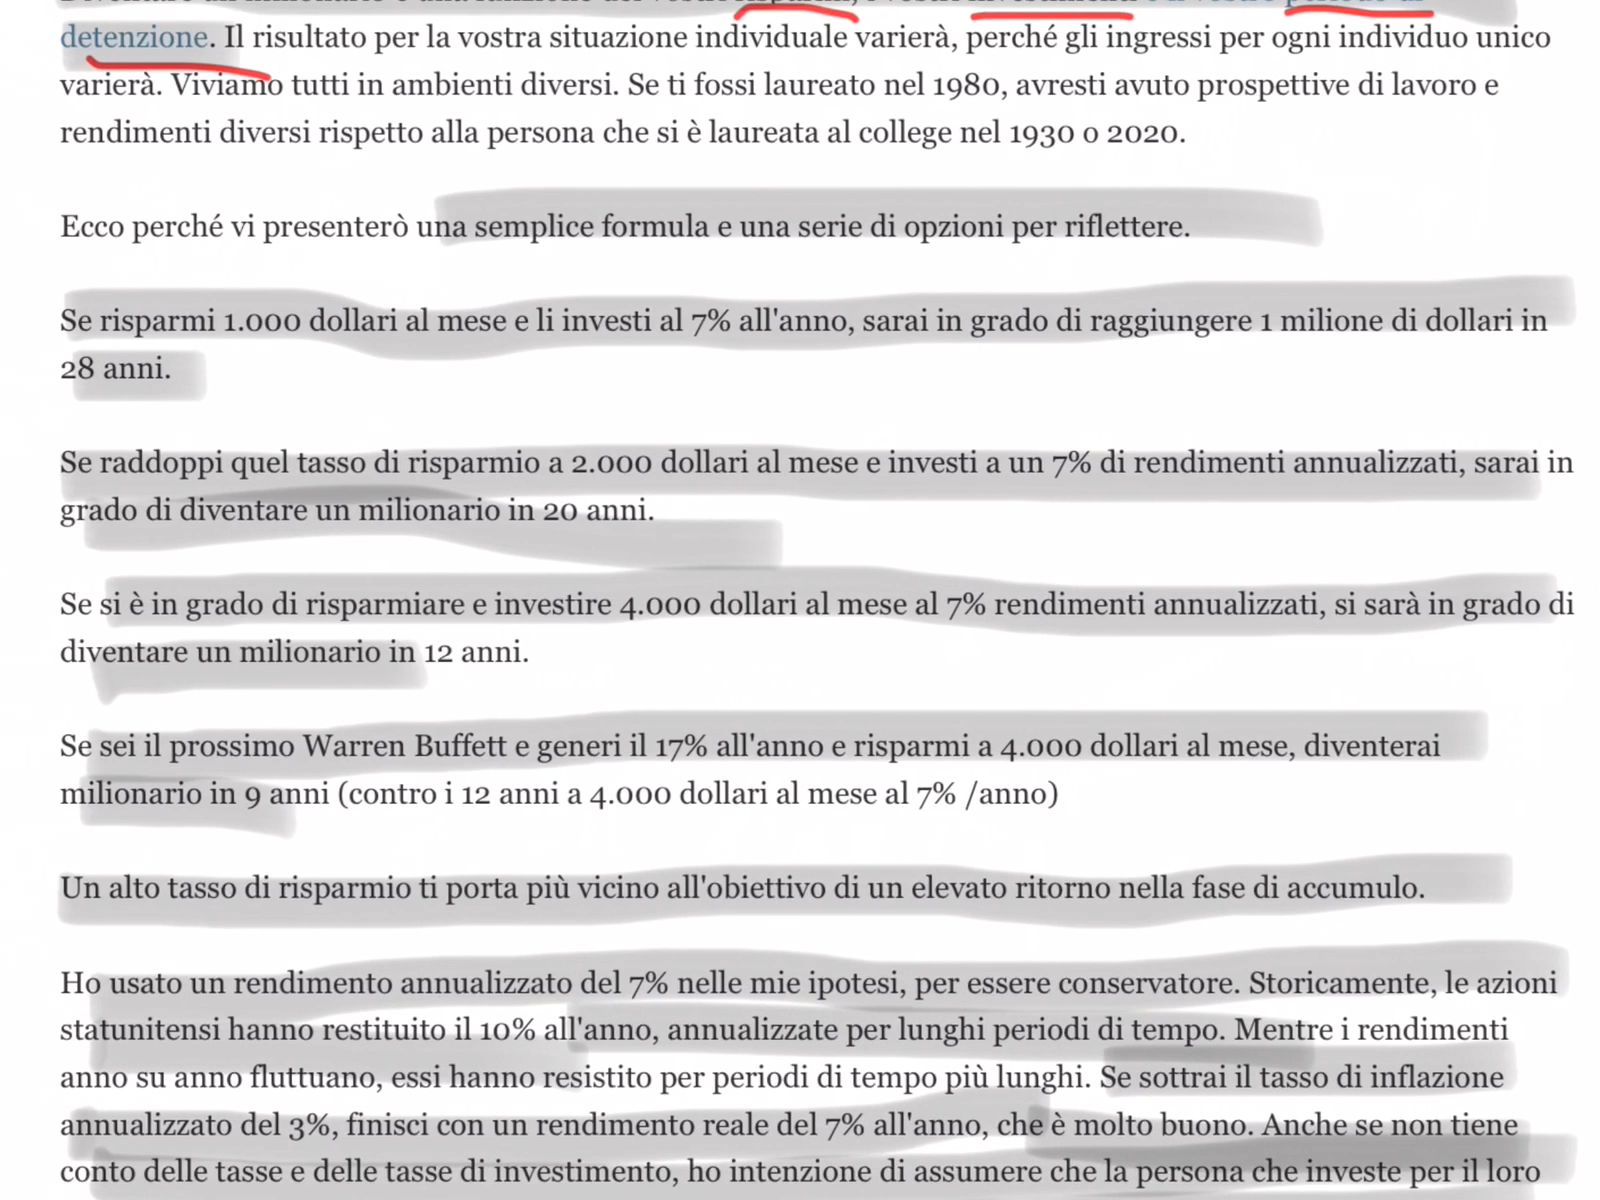 detenzione. Il risultato per la vostra situazione individuale varierà, perché gli ingressi per ogni individuo unico
varierà. Viviamo tutti in ambienti diversi. Se ti fossi laureato nel 1980, avresti avuto prospettive di lavoro e
rendimenti diversi rispetto alla persona che si è laureata al college nel 1930 o 2020.
Ecco perché vi presenterò una semplice formula e una serie di opzioni per riflettere.
Se risparmi 1.000 dollari al mese e li investi al 7% all'anno, sarai in grado di raggiungere 1 milione di dollari in
28 anni.
Se raddoppi quel tasso di risparmio a 2.000 dollari al mese e investi a un 7% di rendimenti annualizzati, sarai in
grado di diventare un milionario in 20 anni.
Se si è in grado di risparmiare e investire 4.000 dollari al mese al 7% rendimenti annualizzati, si sarà in grado di
diventare un milionario in 12 anni.
Se sei il prossimo Warren Buffett e generi il 17% all'anno e risparmi a 4.000 dollari al mese, diventerai
milionario in 9 anni (contro i 12 anni a 4.000 dollari al mese al 7% /anno)
Un alto tasso di risparmio ti porta più vicino all'obiettivo di un elevato ritorno nella fase di accumulo.
Ho usato un rendimento annualizzato del 7% nelle mie ipotesi, per essere conservatore. Storicamente, le azioni
statunitensi hanno restituito il 10% all'anno, annualizzate per lunghi periodi di tempo. Mentre i rendimenti
anno su anno fluttuano, essi hanno resistito per periodi di tempo più lunghi. Se sottrai il tasso di inflazione
annualizzato del 3%, finisci con un rendimento reale del 7% all'anno, che è molto buono. Anche se non tiene
conto delle tasse e delle tasse di investimento, ho intenzione di assumere che la persona che investe per il loro